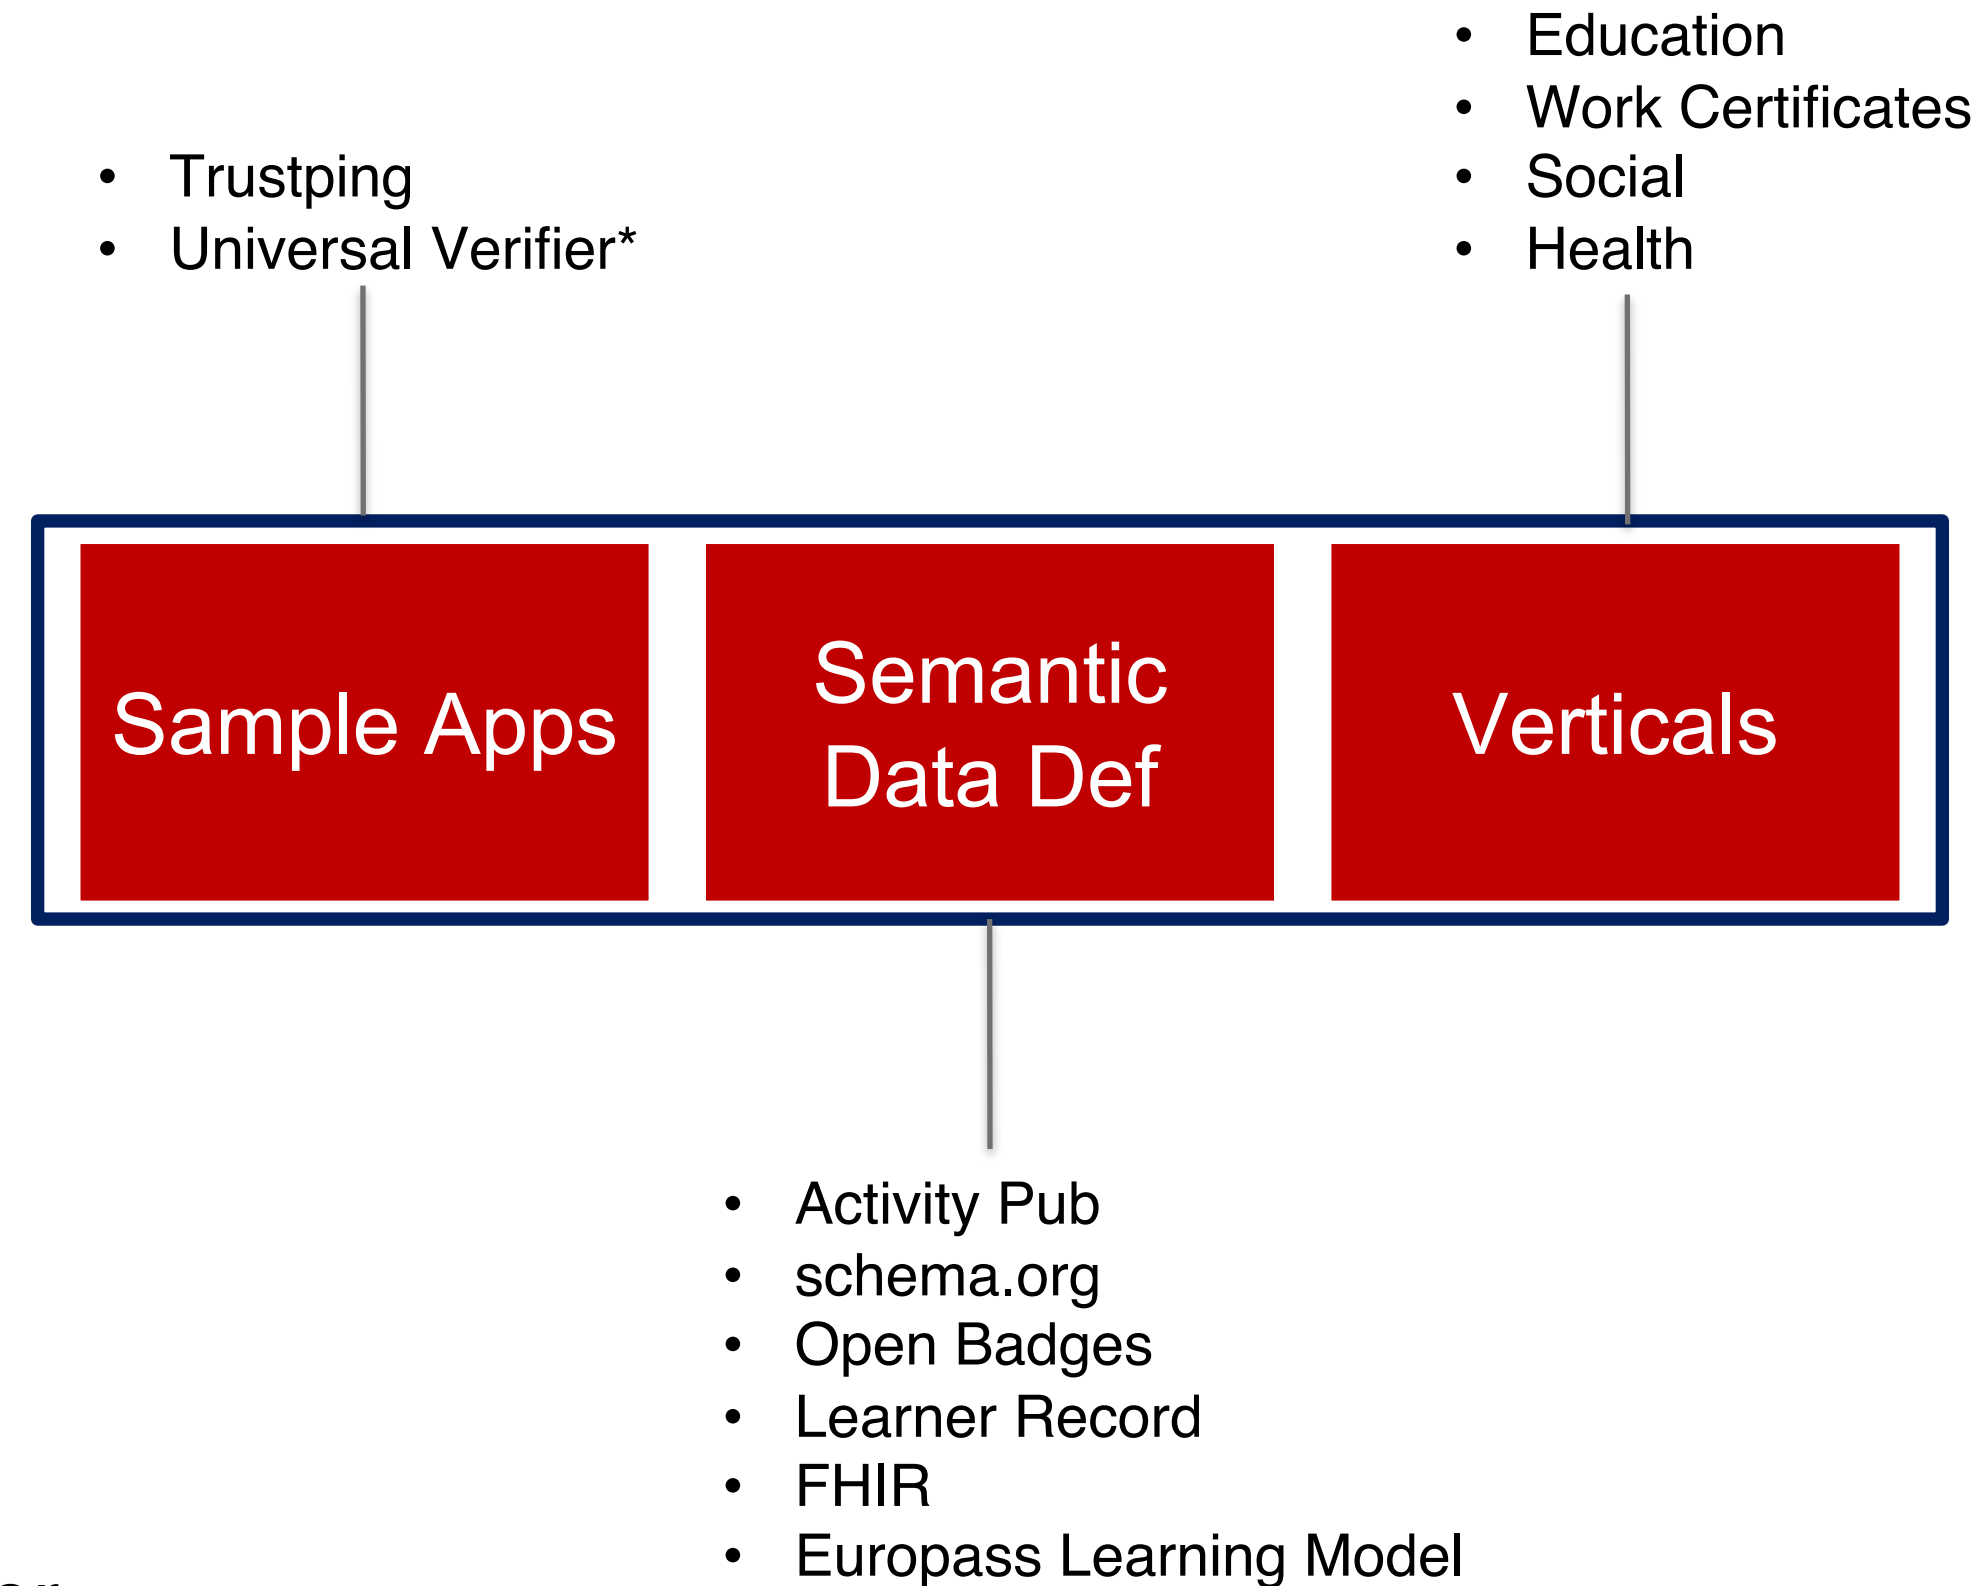 Education
Work Certificates
Social
Health
Trustping
Universal Verifier*
Sample Apps
Semantic
Data Def
Verticals
Activity Pub
schema.org
Open Badges
Learner Record
FHIR
Europass Learning Model